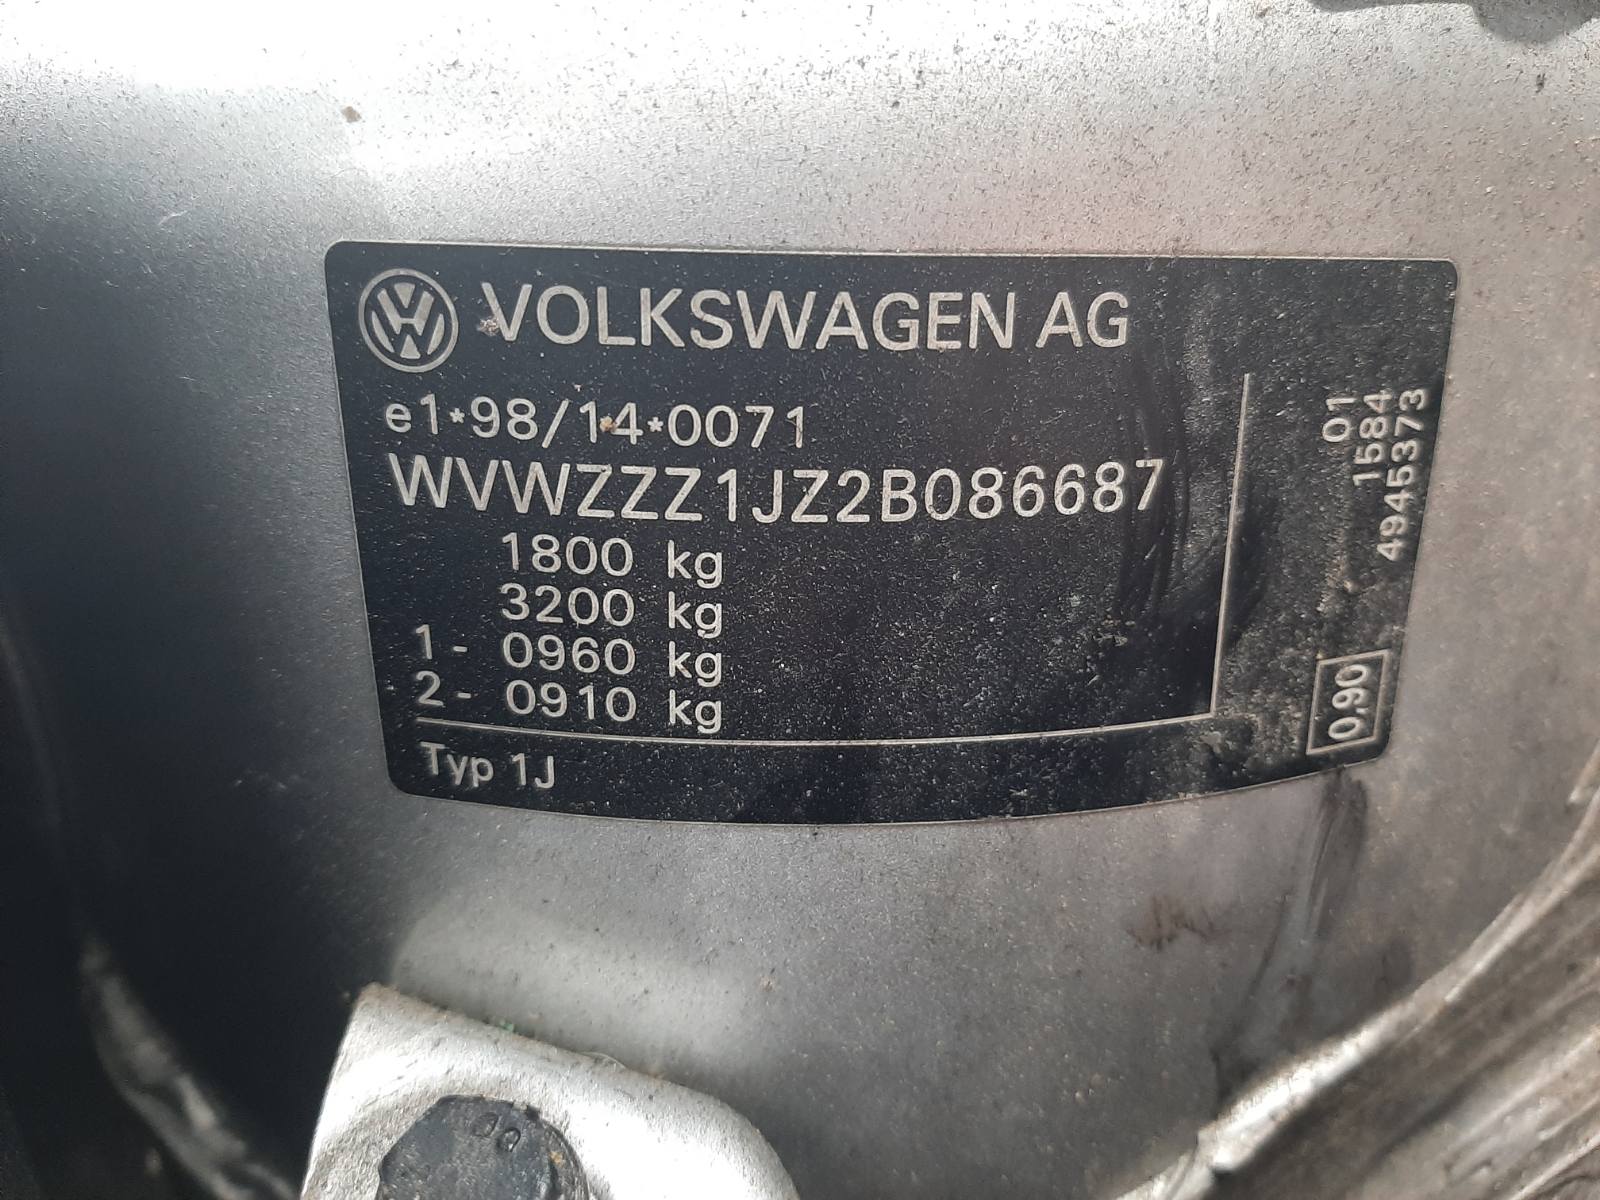 VOLKSWAGEN AG
e1*98/14*0071
WVWZZZ1JZ2B086687
1800 kg
3200 kg
1- 0960 kg
2- 0910 kg
Typ 1J
01
1584
4945373
0,90